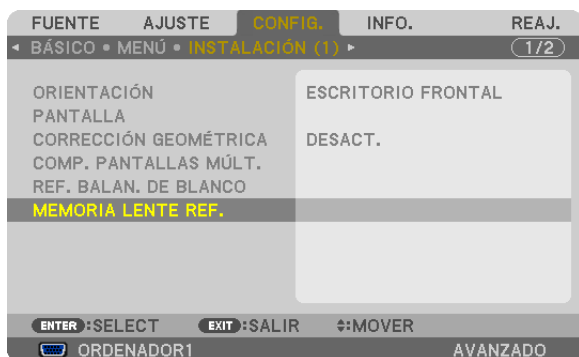 FUENTE AJUSTE CONFIG. INFO. REAJ.
BÁSICO • MENÚ • INSTALACIÓN (1) 1/2
ORIENTACIÓN ESCRITORIO FRONTAL
PANTALLA
CORRECCIÓN GEOMÉTRICA DESACT.
COMP. PANTALLAS MÚLT.
REF. BALAN. DE BLANCO
MEMORIA LENTE REF.
ENTER :SELECT EXIT :SALIR :MOVER
ORDENADOR1 AVANZADO